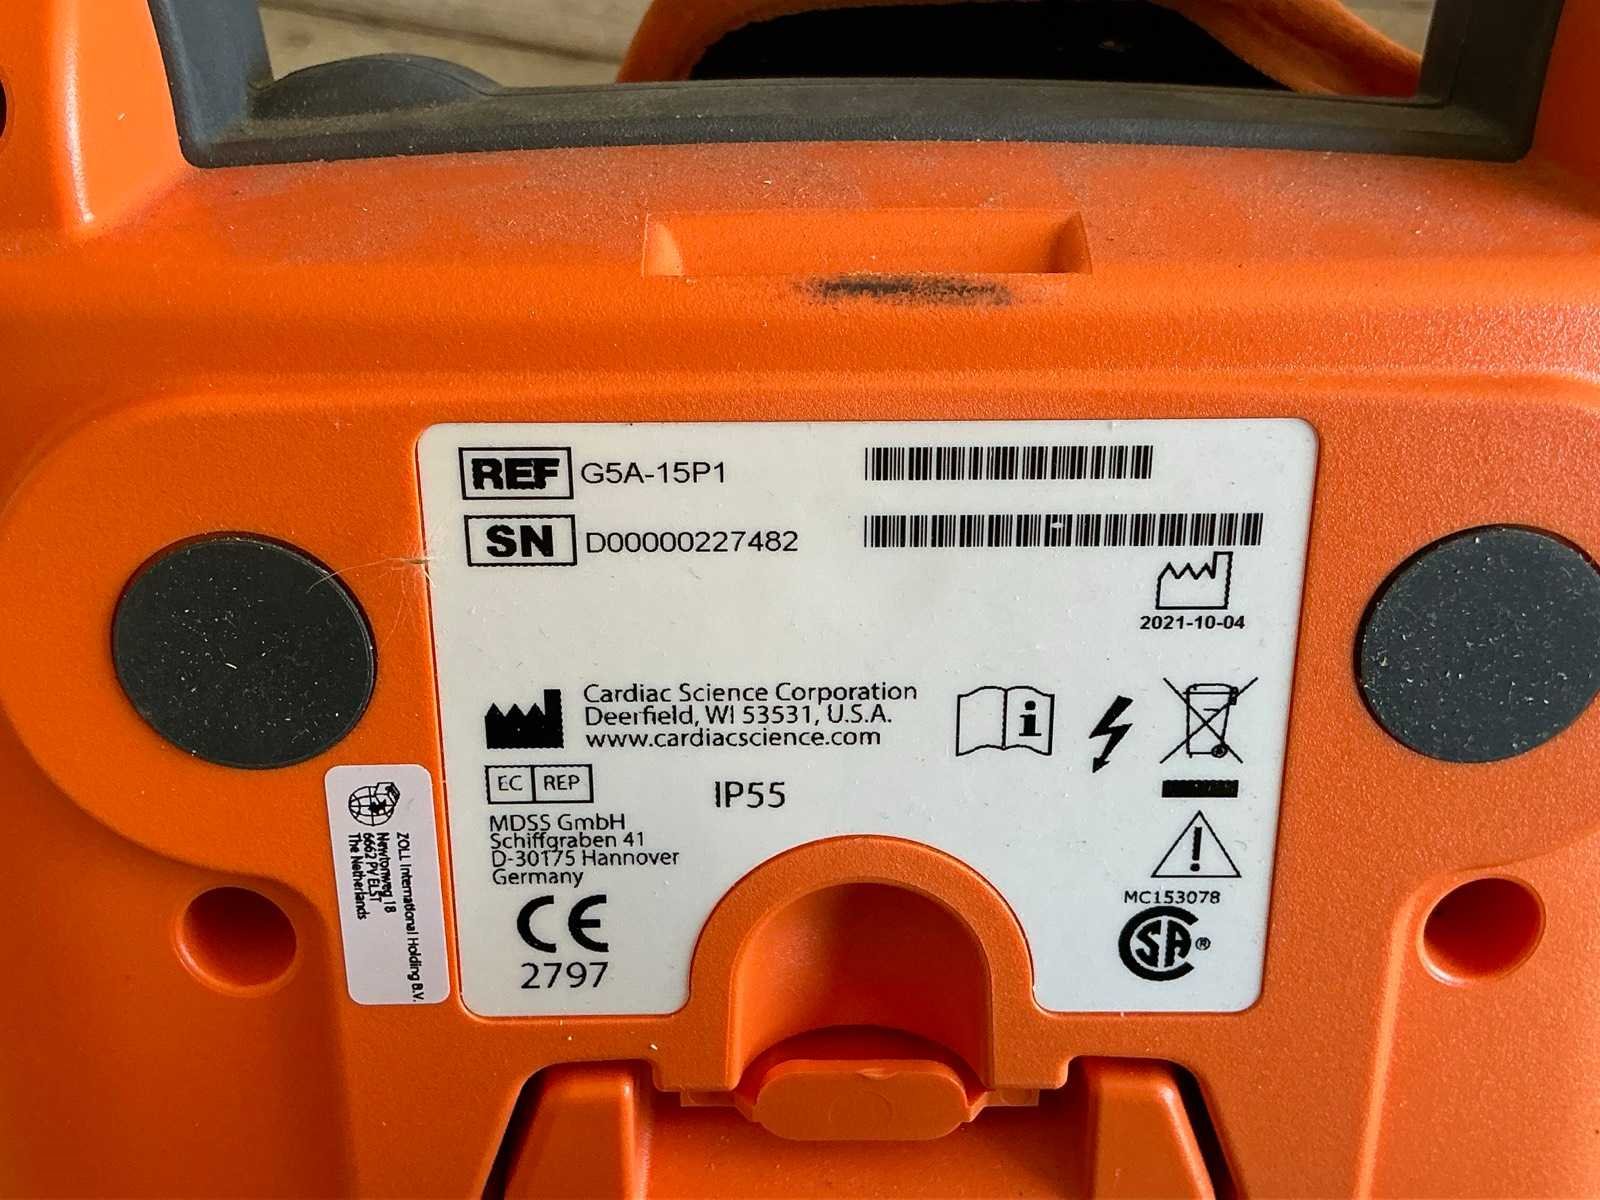 REF G5A-15P1
SN D00000227482
2021-10-04
Cardiac Science Corporation
Deerfield, WI 53531, U.S.A.
www.cardiacscience.com
EC REP
IP55
MDSS GmbH
Schiffgraben 41
D-30175 Hannover
Germany
CE
2797
MC153078
CSA®
ZOLL International Holding B.V.
Newtonweg 18
6662 PV ELST
The Netherlands